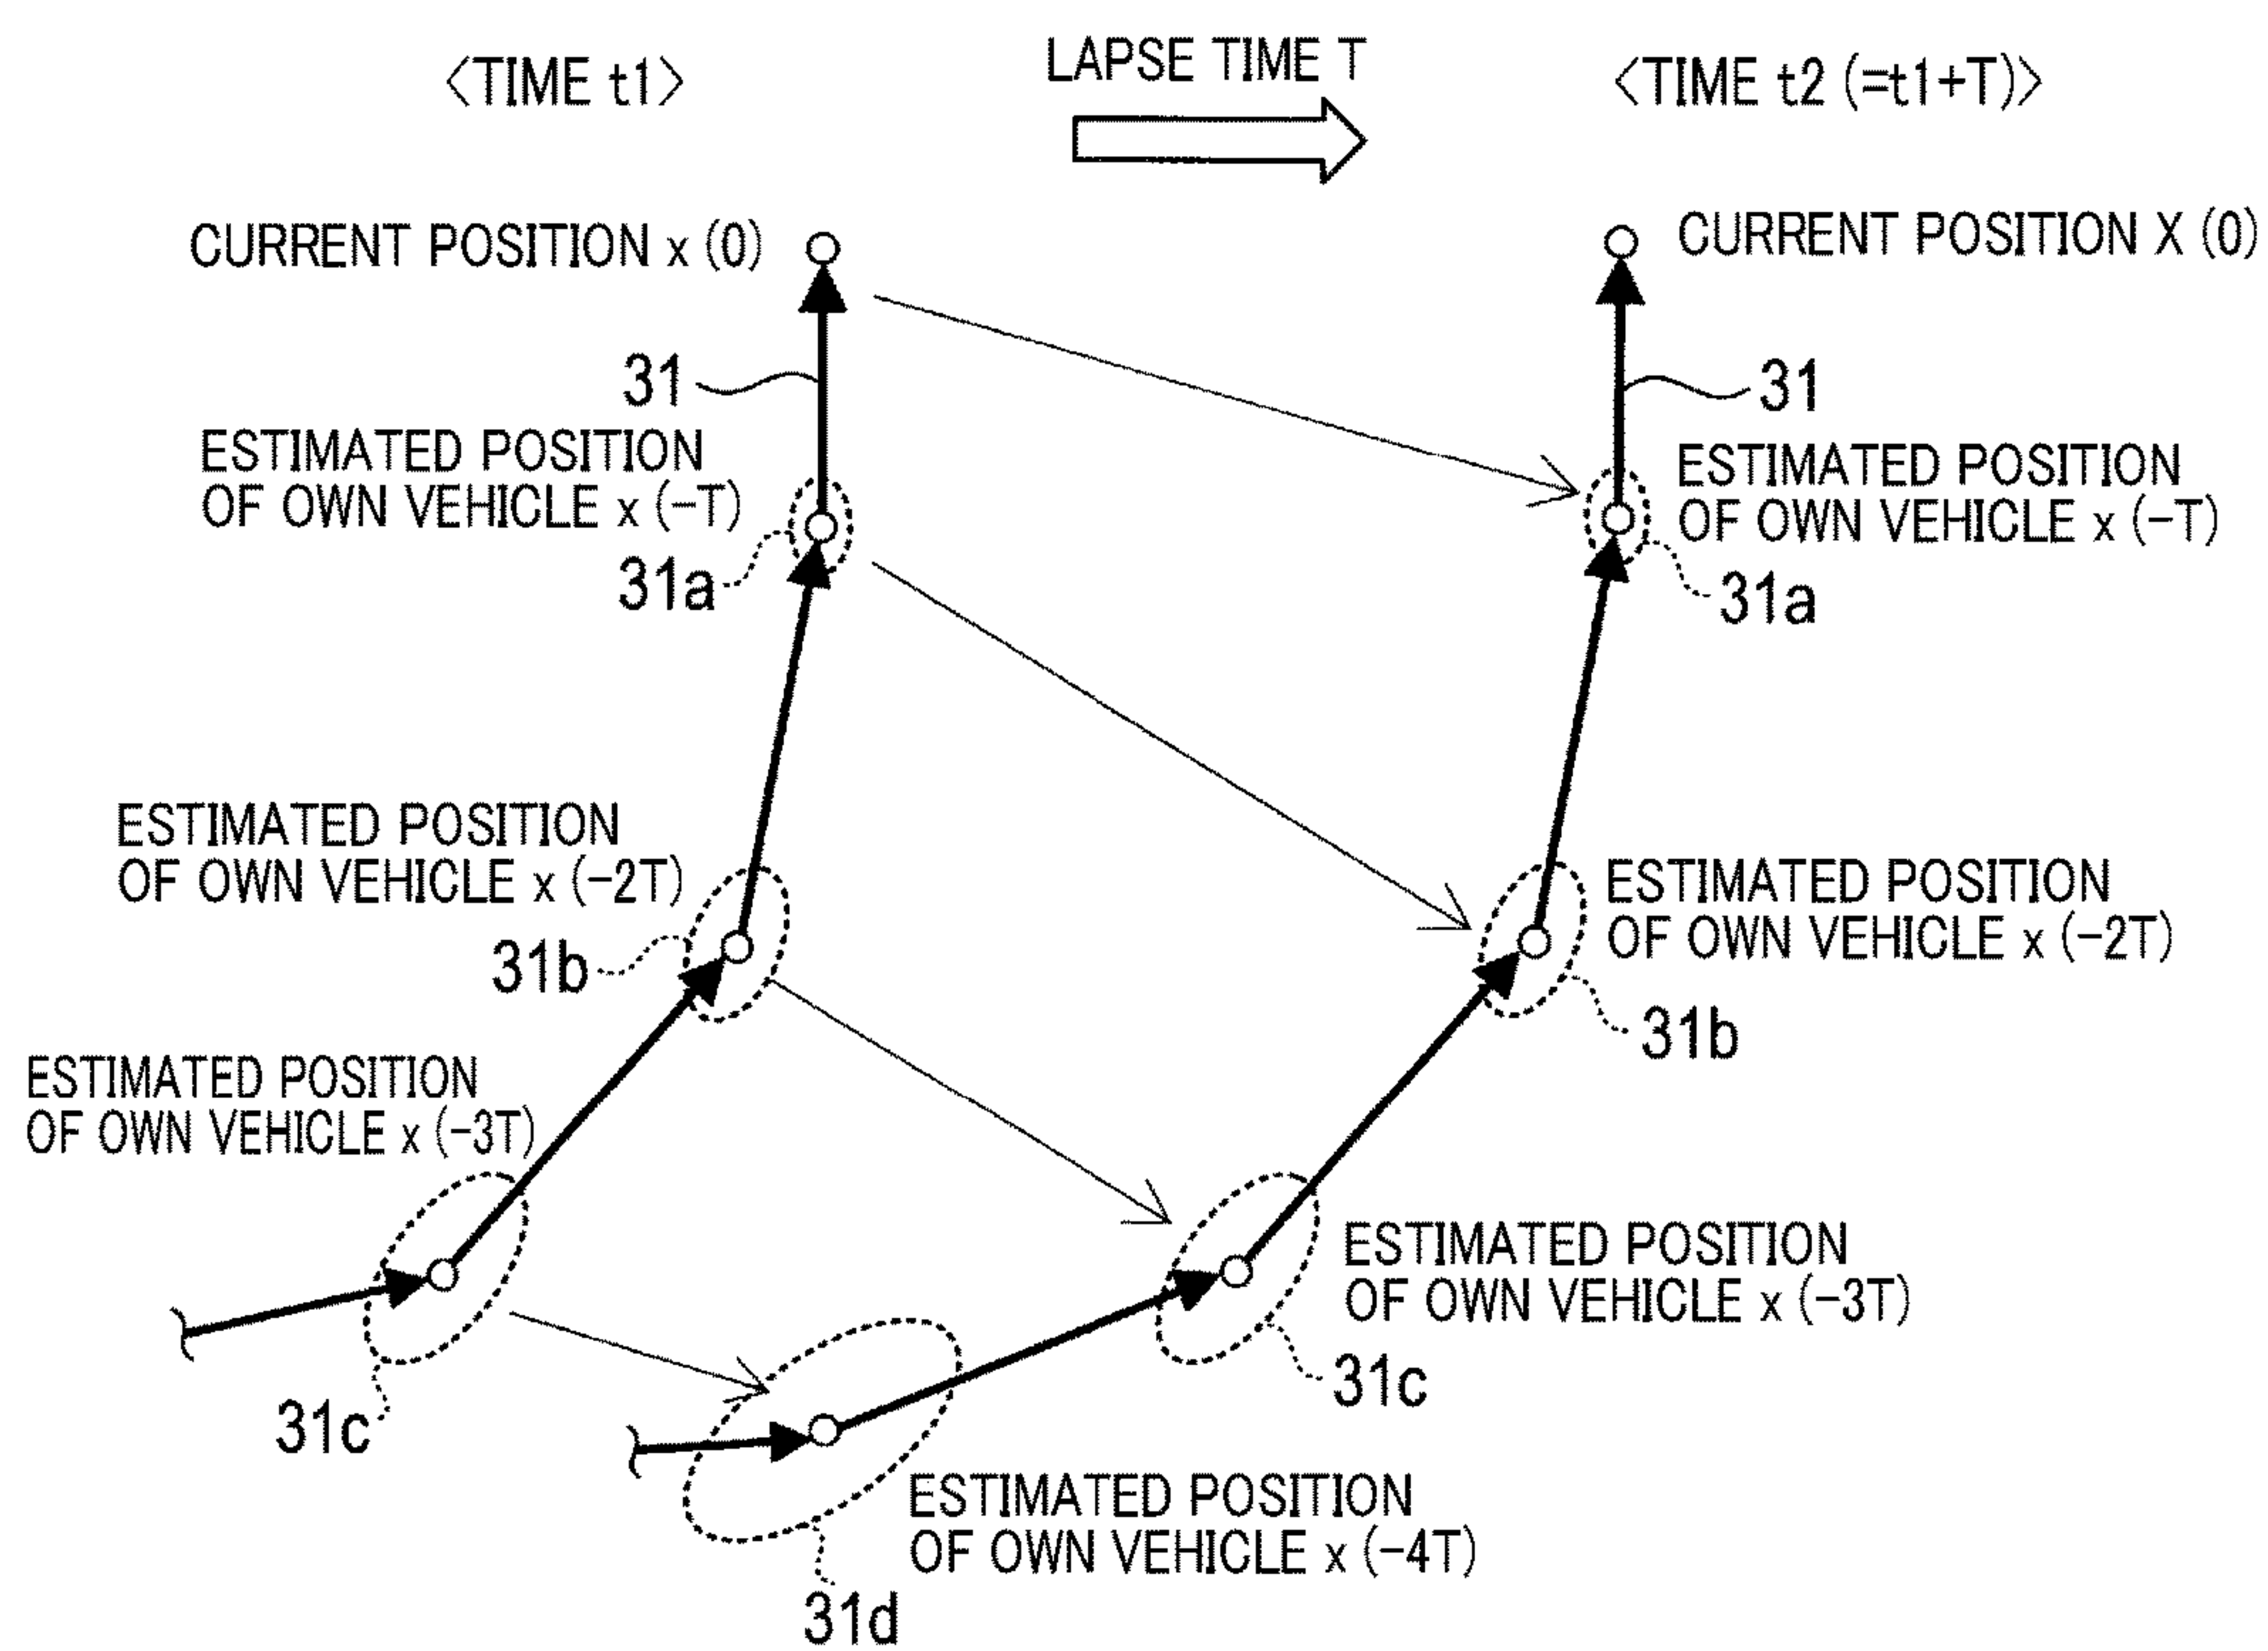 <TIME t1>
LAPSE TIME T
<TIME t2 (=t1+T)>
CURRENT POSITION x (0)
CURRENT POSITION X (0)
31
31
ESTIMATED POSITION
OF OWN VEHICLE x (-T)
ESTIMATED POSITION
OF OWN VEHICLE x (-T)
31a
31a
ESTIMATED POSITION
OF OWN VEHICLE x (-2T)
ESTIMATED POSITION
OF OWN VEHICLE x (-2T)
31b
31b
ESTIMATED POSITION
OF OWN VEHICLE x (-3T)
ESTIMATED POSITION
OF OWN VEHICLE x (-3T)
31c
31c
ESTIMATED POSITION
OF OWN VEHICLE x (-4T)
31d